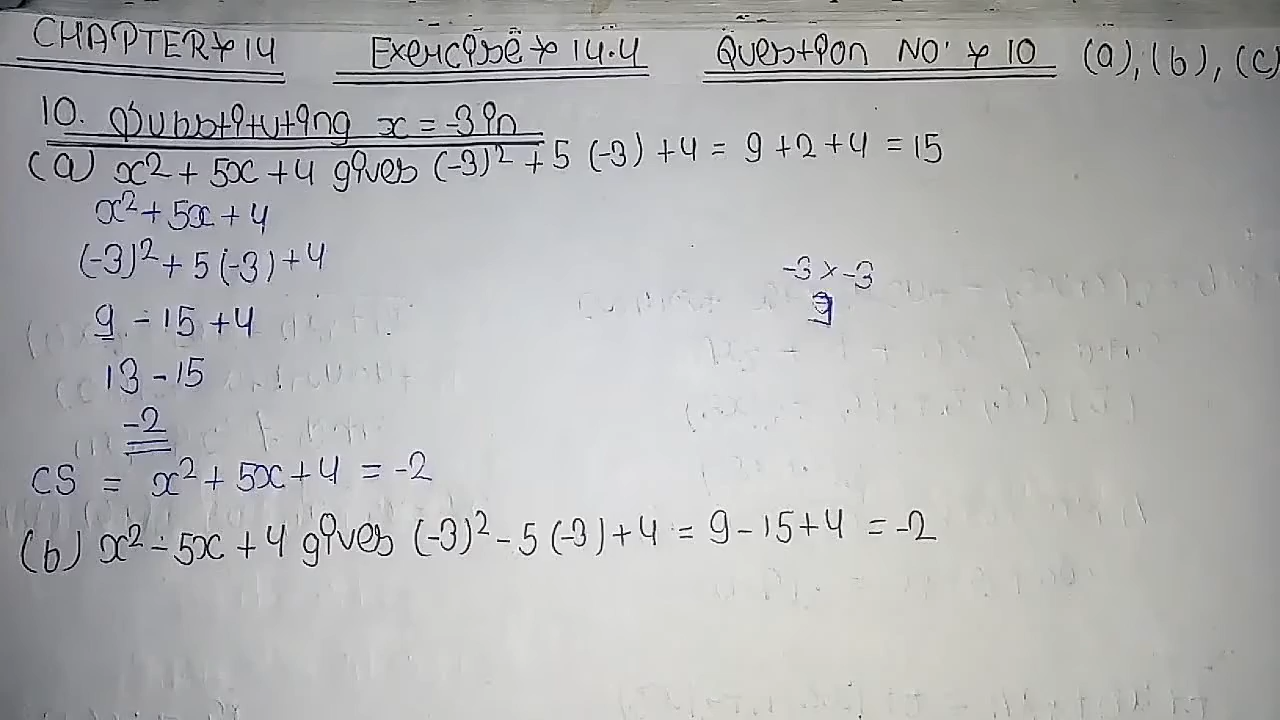 CHAPTER → 14 Exercise → 14.4 Question NO. → 10 (a), (b), (c)
10. Substituting x = -3 in
(a) x² + 5x + 4 gives (-3)² + 5 (-3) + 4 = 9 + 2 + 4 = 15
x² + 5x + 4
(-3)² + 5 (-3) + 4
-3 × -3
9
9 - 15 + 4
13 - 15
-2
CS = x² + 5x + 4 = -2
(b) x² - 5x + 4 gives (-3)² - 5 (-3) + 4 = 9 - 15 + 4 = -2